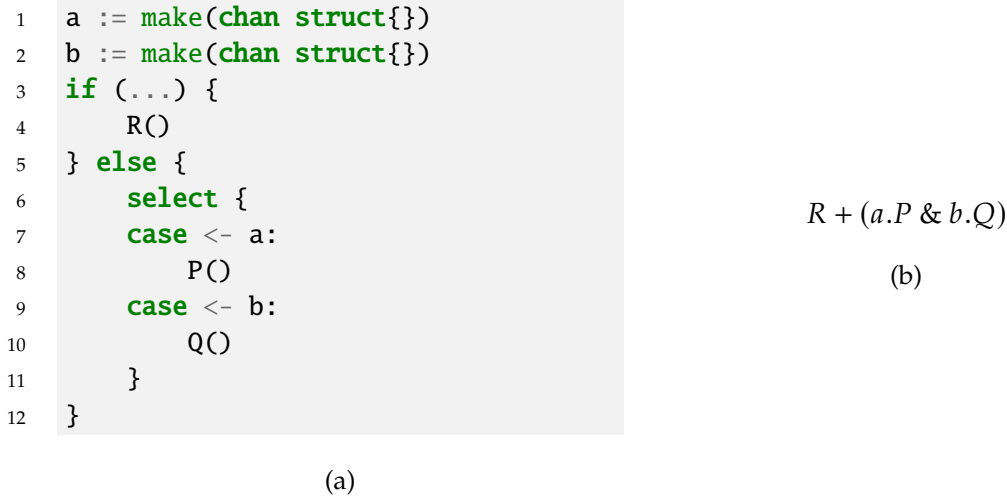 1 a := make(chan struct{})
2 b := make(chan struct{})
3 if (...) {
4     R()
5 } else {
6     select {
7     case <- a:
8         P()
9     case <- b:
10         Q()
11     }
12 }
(a)
R + (a.P & b.Q)
(b)